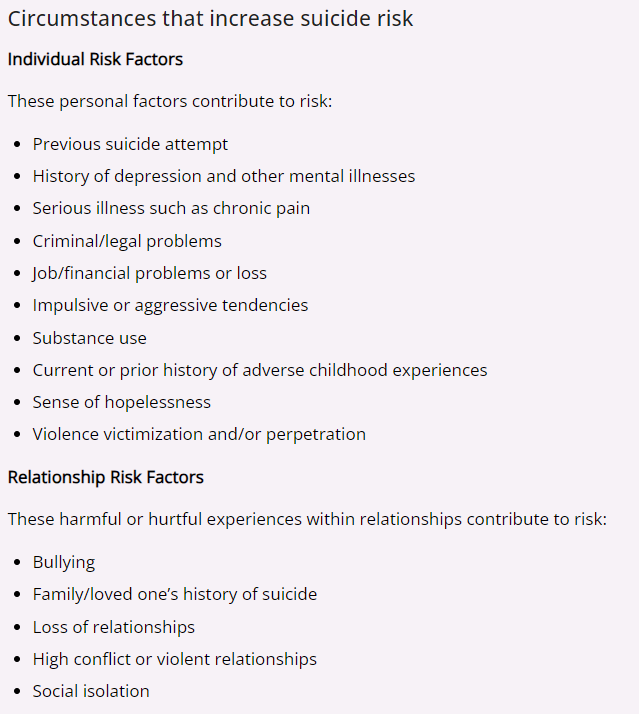 Circumstances that increase suicide risk
Individual Risk Factors
These personal factors contribute to risk:
• Previous suicide attempt
• History of depression and other mental illnesses
• Serious illness such as chronic pain
• Criminal/legal problems
• Job/financial problems or loss
• Impulsive or aggressive tendencies
• Substance use
• Current or prior history of adverse childhood experiences
• Sense of hopelessness
• Violence victimization and/or perpetration
Relationship Risk Factors
These harmful or hurtful experiences within relationships contribute to risk:
• Bullying
• Family/loved one’s history of suicide
• Loss of relationships
• High conflict or violent relationships
• Social isolation